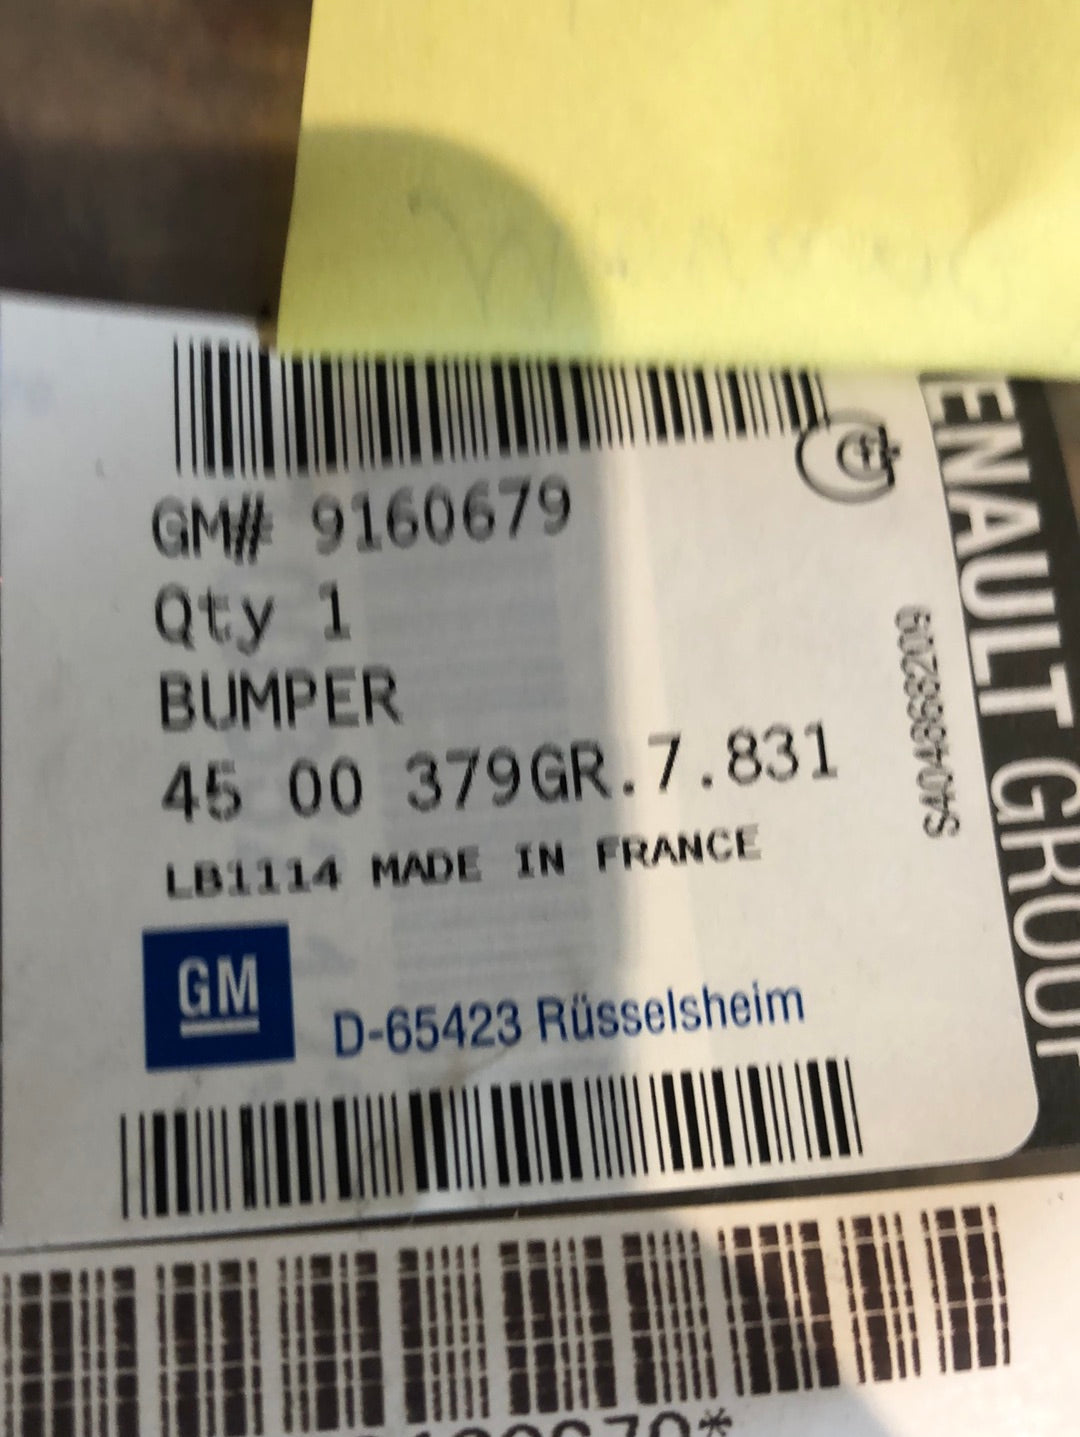 GM# 9160679
Qty 1
BUMPER
45 00 379GR.7.831
LB1114 MADE IN FRANCE
GM
D-65423 Rüsselsheim
ENAULT GROUP